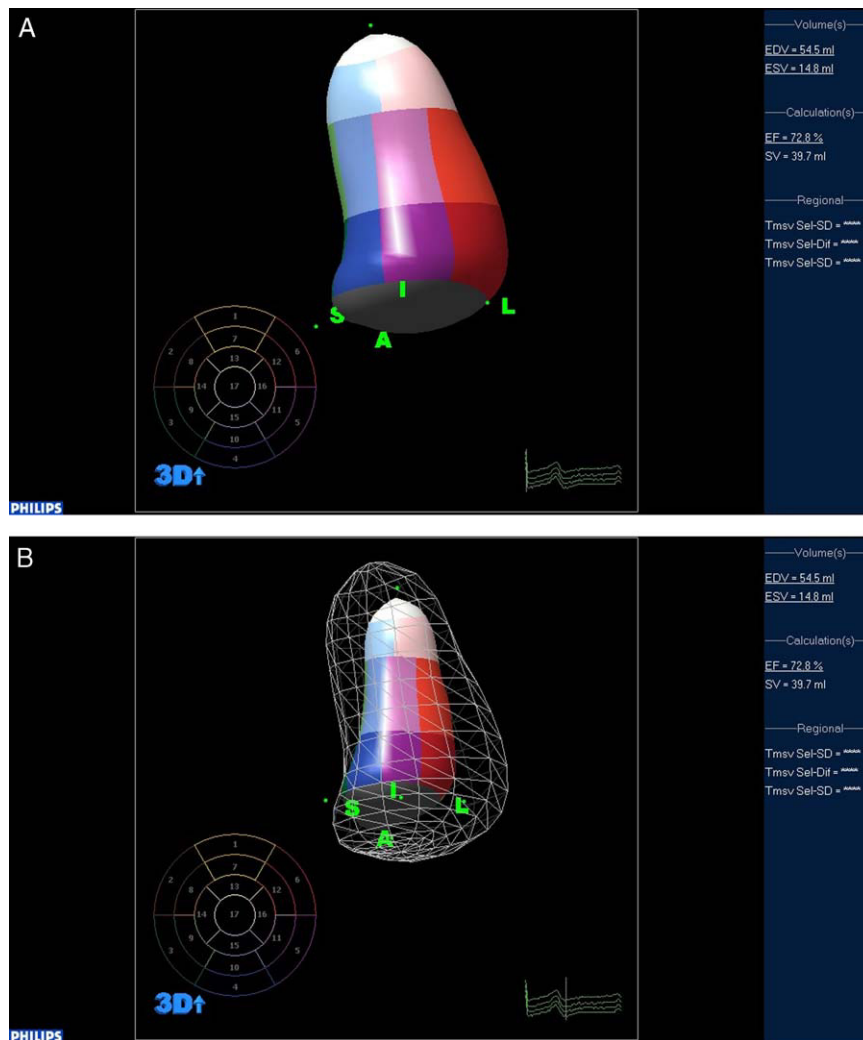 A
Volume(s)
EDV = 54.5 ml
ESV = 14.8 ml
Calculation(s)
EF = 72.8 %
SV = 39.7 ml
Regional
Tmsv Sel-SD = ****
Tmsv Sel-Dif = ****
Tmsv Sel-SD = ****
I
S
L
A
1
2
7
6
8
13
12
14
17
16
9
15
11
3
10
5
4
3D↑
PHILIPS
B
Volume(s)
EDV = 54.5 ml
ESV = 14.8 ml
Calculation(s)
EF = 72.8 %
SV = 39.7 ml
Regional
Tmsv Sel-SD = ****
Tmsv Sel-Dif = ****
Tmsv Sel-SD = ****
I
S
L
A
1
2
7
6
8
13
12
14
17
16
9
15
11
3
10
5
4
3D↑
PHILIPS